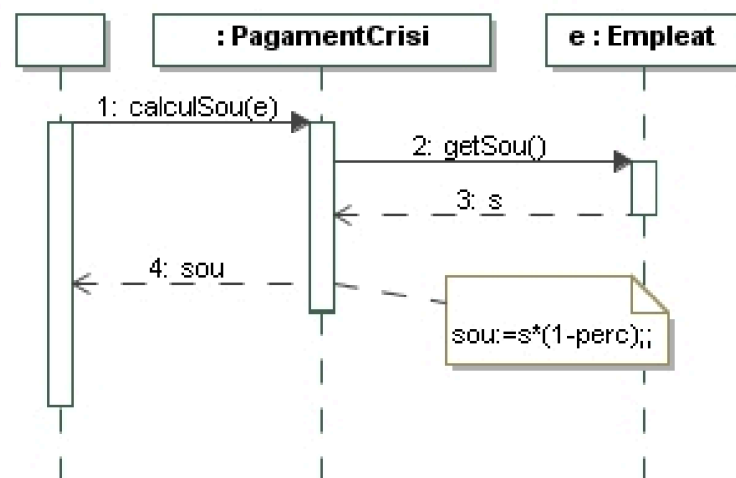 : PagamentCrisi
e : Empleat
1: calculSou(e)
2: getSou()
3: s
4: sou
sou:=s*(1-perc);;